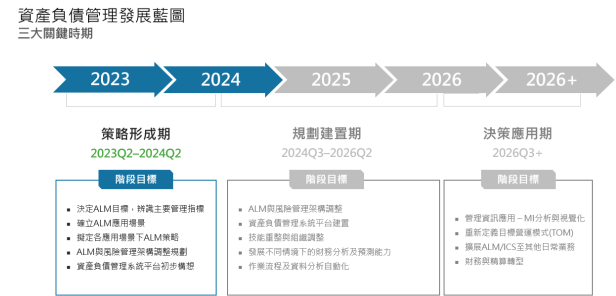 資產負債管理發展藍圖
三大關鍵時期
2023 2024 2025 2026 2026+
策略形成期
2023Q2–2024Q2
階段目標
▪ 決定ALM目標，辨識主要管理指標
▪ 確立ALM應用場景
▪ 擬定各應用場景下ALM策略
▪ ALM與風險管理架構調整規劃
▪ 資產負債管理系統平台初步構想
規劃建置期
2024Q3–2026Q2
階段目標
▪ ALM與風險管理架構調整
▪ 資產負債管理系統平台建置
▪ 技能重整與組織調整
▪ 發展不同情境下的財務分析及預測能力
▪ 作業流程及資料分析自動化
決策應用期
2026Q3+
階段目標
▪ 管理資訊應用 – MI分析與視覺化
▪ 重新定義目標營運模式(TOM)
▪ 擴展ALM/ICS至其他日常業務
▪ 財務與精算轉型